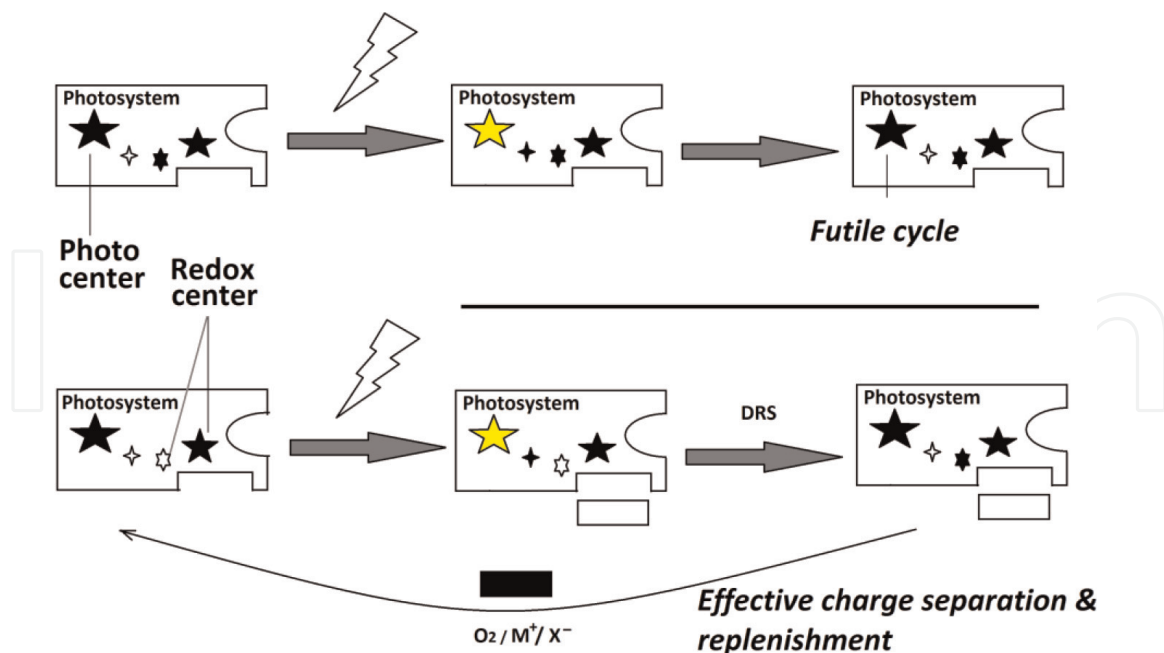 Photosystem
Photosystem
Photosystem
Photo
center
Futile cycle
Redox
center
Photosystem
Photosystem
DRS
Photosystem
O2 / M+/ X−
Effective charge separation &
replenishment